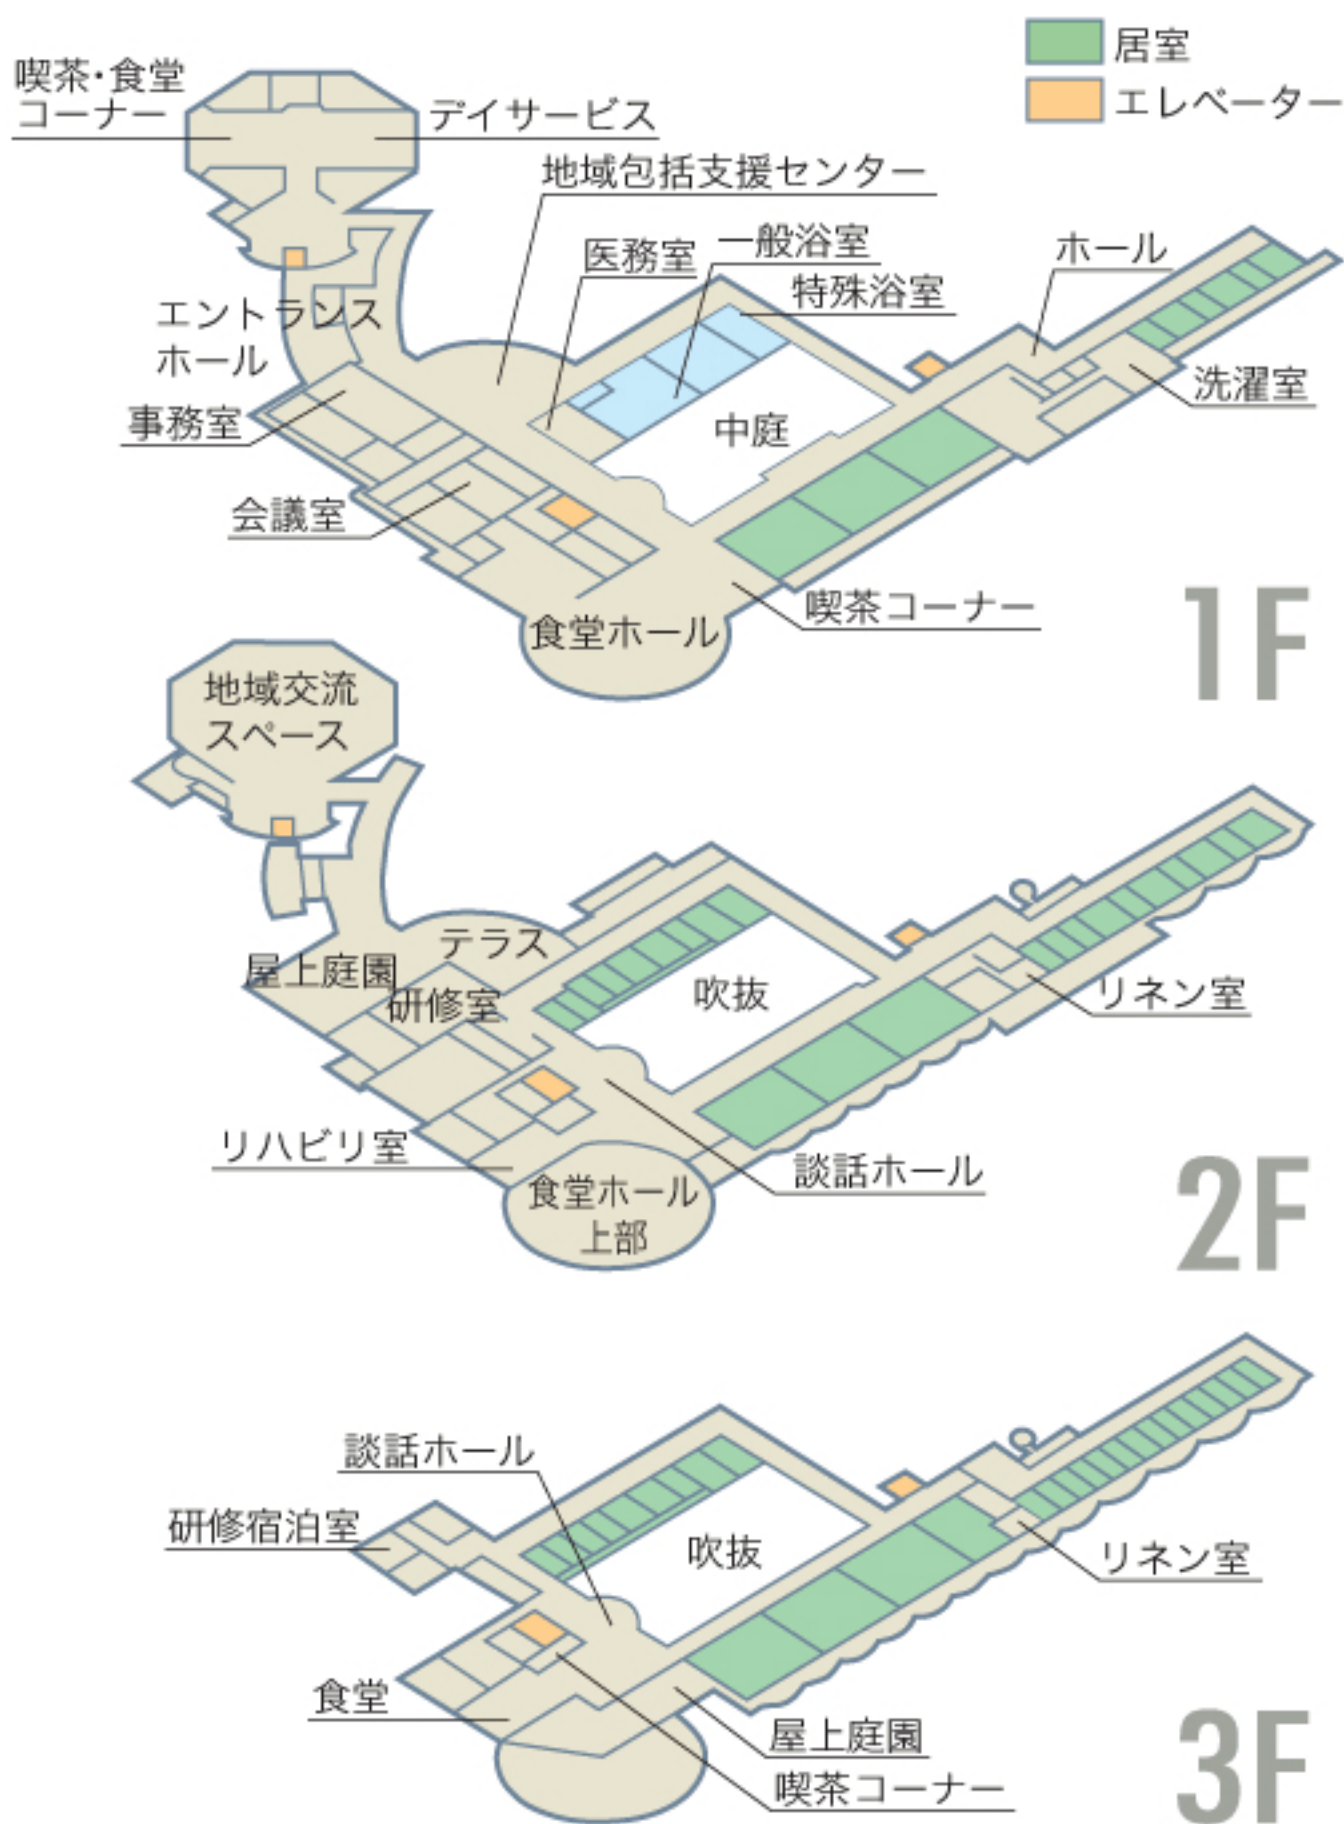 居室
エレベーター
喫茶・食堂
コーナー
デイサービス
地域包括支援センター
医務室
一般浴室
特殊浴室
ホール
エントランス
ホール
事務室
会議室
中庭
洗濯室
喫茶コーナー
食堂ホール
1F
地域交流
スペース
屋上庭園
テラス
研修室
吹抜
リネン室
リハビリ室
談話ホール
食堂ホール
上部
2F
談話ホール
研修宿泊室
吹抜
リネン室
食堂
屋上庭園
喫茶コーナー
3F